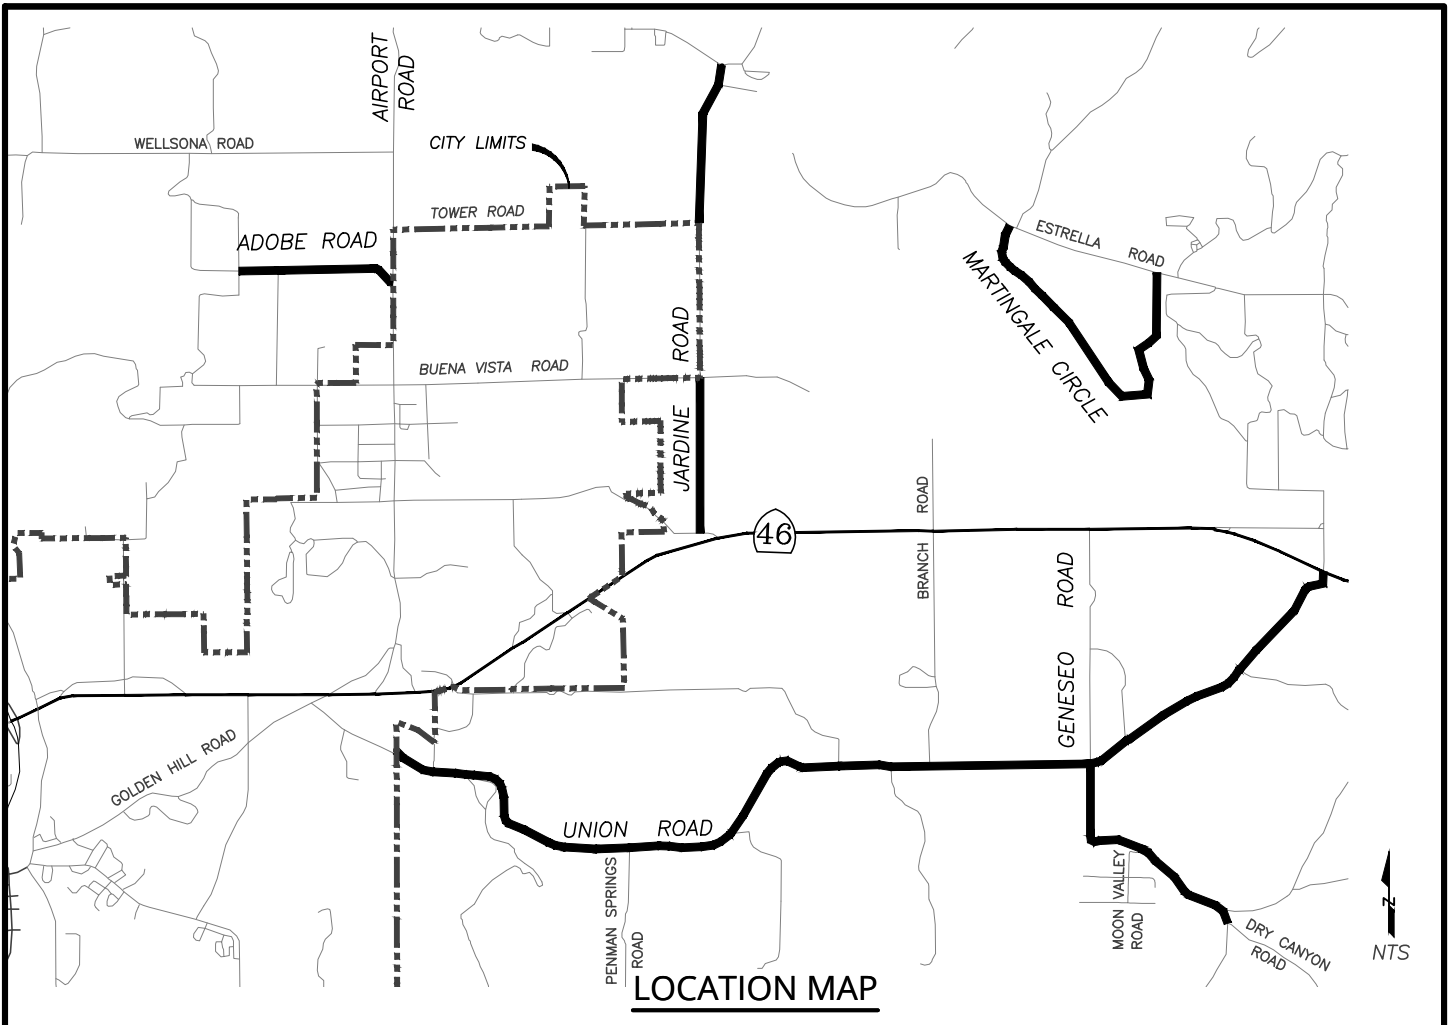 AIRPORT
ROAD
WELLSONA ROAD
CITY LIMITS
TOWER ROAD
ADOBE ROAD
ESTRELLA ROAD
MARTINGALE CIRCLE
BUENA VISTA ROAD
JARDINE ROAD
46
BRANCH ROAD
GENESEO ROAD
GOLDEN HILL ROAD
UNION ROAD
PENMAN SPRINGS
ROAD
MOON VALLEY
ROAD
DRY CANYON
ROAD
N
NTS
LOCATION MAP